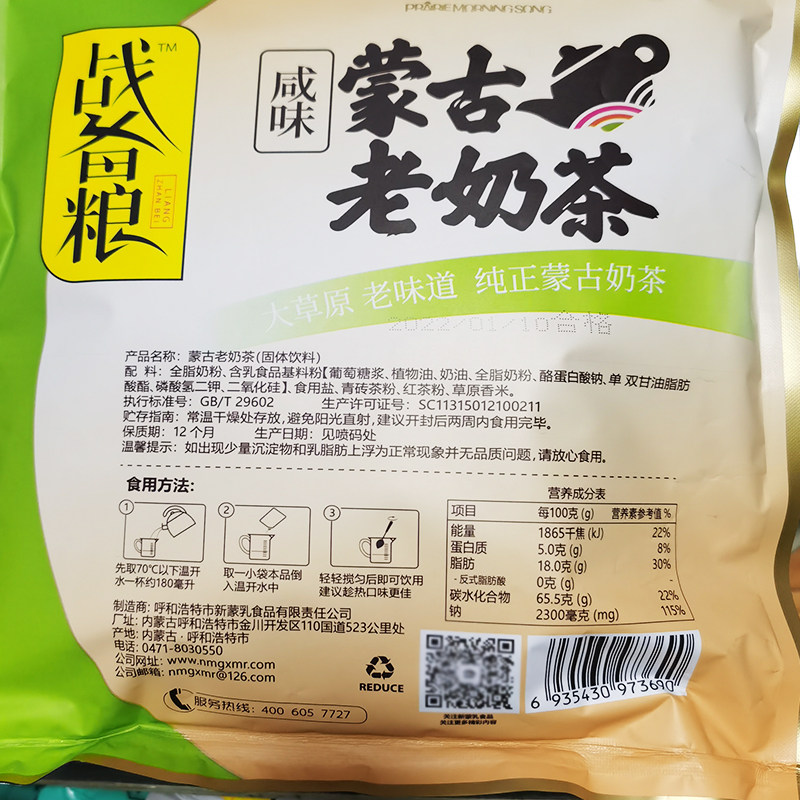 PRAIRIE MORNING SONG
战备粮
TM
LIANG
ZHAN BEI
咸味
蒙古
老奶茶
大草原 老味道 纯正蒙古奶茶
2022/01/10合格
产品名称：蒙古老奶茶(固体饮料)
配 料：全脂奶粉、含乳食品基料粉【葡萄糖浆、植物油、奶油、全脂奶粉、酪蛋白酸钠、单 双甘油脂肪
酸酯、磷酸氢二钾、二氧化硅】、食用盐、青砖茶粉、红茶粉、草原香米。
执行标准号：GB/T 29602 生产许可证号：SC11315012100211
贮存指南：常温干燥处存放，避免阳光直射，建议开封后两周内食用完毕。
保质期：12个月 生产日期：见喷码处
温馨提示：如出现少量沉淀物和乳脂肪上浮为正常现象并无品质问题，请放心食用。
食用方法：
1
先取70℃以下温开
水一杯约180毫升
2
取一小袋本品倒
入温开水中
3
轻轻搅匀后即可饮用
建议趁热口味更佳
营养成分表
项目 每100克(g) 营养素参考值%
能量 1865千焦(kJ) 22%
蛋白质 5.0克(g) 8%
脂肪 18.0克(g) 30%
- 反式脂肪酸 0克(g) -
碳水化合物 65.5克(g) 22%
钠 2300毫克(mg) 115%
制造商：呼和浩特市新蒙乳食品有限责任公司
厂址：内蒙古呼和浩特市金川开发区110国道523公里处
产地：内蒙古·呼和浩特市
电话：0471-8030550
公司网址：www.nmgxmr.com
公司邮箱：nmgxmr@126.com
服务热线：400 605 7727
REDUCE
关注新蒙乳食品
关注更多精彩内容
6 935430 973690